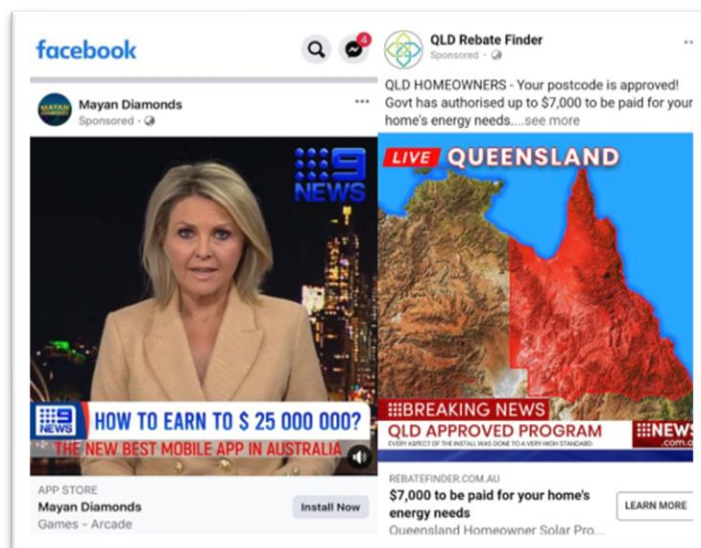 facebook
4
Mayan Diamonds
Sponsored ·
9
NEWS
9
NEWS
HOW TO EARN TO $ 25 000 000?
THE NEW BEST MOBILE APP IN AUSTRALIA
APP STORE
Mayan Diamonds
Games - Arcade
Install Now
QLD Rebate Finder
Sponsored ·
QLD HOMEOWNERS - Your postcode is approved!
Govt has authorised up to $7,000 to be paid for your
home's energy needs....see more
LIVE QUEENSLAND
BREAKING NEWS
QLD APPROVED PROGRAM
EVERY ASPECT OF THE INSTALL WAS DONE TO A VERY HIGH STANDARD
NEWS
.com.a
REBATEFINDER.COM.AU
$7,000 to be paid for your home's
energy needs
Queensland Homeowner Solar Pro...
LEARN MORE